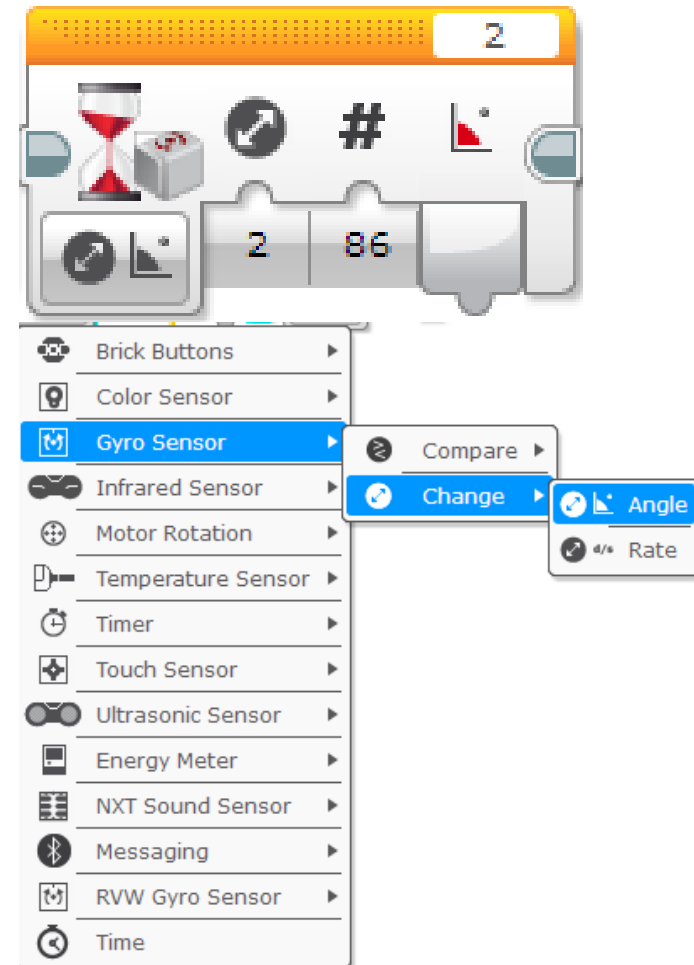 2
#
2 86
Brick Buttons
Color Sensor
Gyro Sensor
Compare
Infrared Sensor
Change
Angle
Motor Rotation
d/s Rate
Temperature Sensor
Timer
Touch Sensor
Ultrasonic Sensor
Energy Meter
NXT Sound Sensor
Messaging
RVW Gyro Sensor
Time